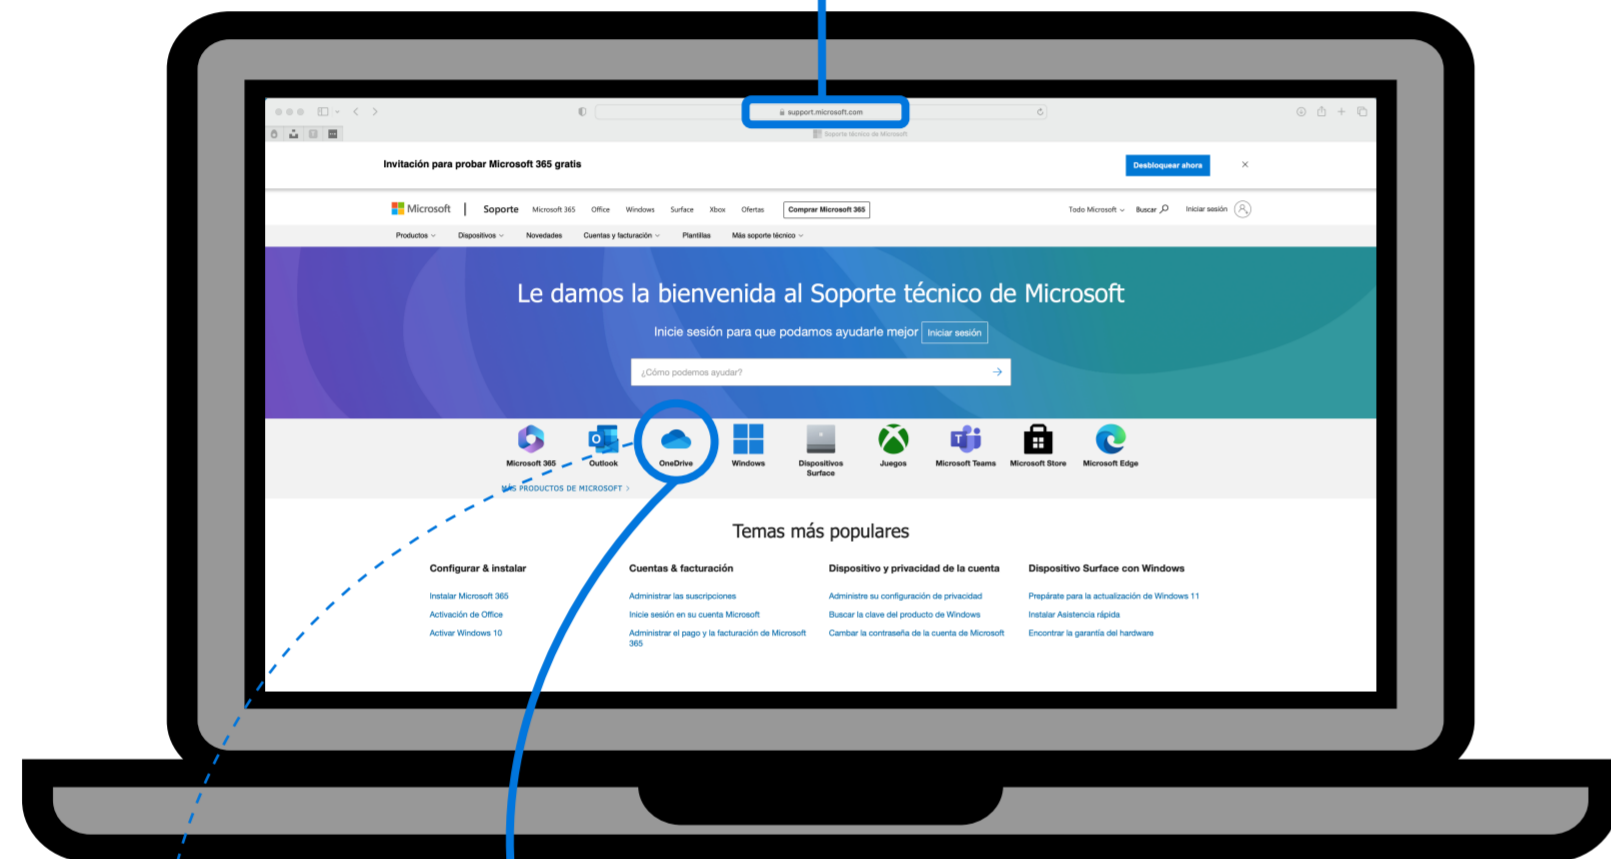 support.microsoft.com
Soporte técnico de Microsoft
Invitación para probar Microsoft 365 gratis
Desbloquear ahora
Microsoft | Soporte Microsoft 365 Office Windows Surface Xbox Ofertas Comprar Microsoft 365 Todo Microsoft Buscar Iniciar sesión
Productos Dispositivos Novedades Cuentas y facturación Plantillas Más soporte técnico
Le damos la bienvenida al Soporte técnico de Microsoft
Inicie sesión para que podamos ayudarle mejor Iniciar sesión
¿Cómo podemos ayudar?
Microsoft 365 Outlook OneDrive Windows Dispositivos Surface Juegos Microsoft Teams Microsoft Store Microsoft Edge
MÁS PRODUCTOS DE MICROSOFT >
Temas más populares
Configurar & instalar
Instalar Microsoft 365
Activación de Office
Activar Windows 10
Cuentas & facturación
Administrar las suscripciones
Inicie sesión en su cuenta Microsoft
Administrar el pago y la facturación de Microsoft
365
Dispositivo y privacidad de la cuenta
Administre su configuración de privacidad
Buscar la clave del producto de Windows
Cambar la contraseña de la cuenta de Microsoft
Dispositivo Surface con Windows
Prepárate para la actualización de Windows 11
Instalar Asistencia rápida
Encontrar la garantía del hardware